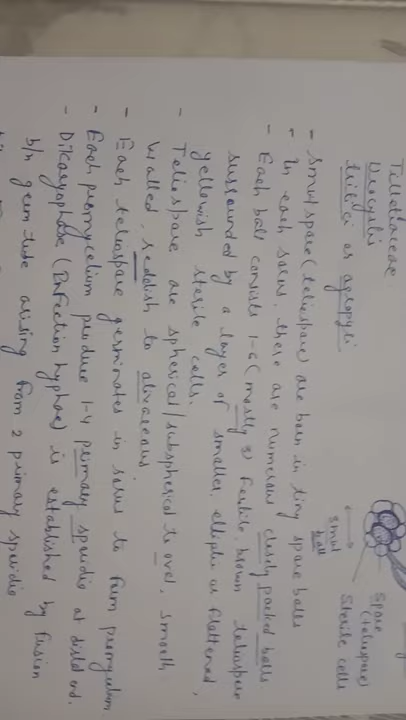 Tilletiaceae
Urocystis
tritici or agropyri
- Smut spore (teliospore) are born in tiny spore balls
- In each sorus, there are numerous closely packed balls
- Each ball consists 1-6 (mostly 3) fertile, brown teliospore
surrounded by a layer of smaller, elliptic or flattened,
yellowish sterile cells.
- Teliospore are spherical/subspherical to oval, smooth
walled, reddish to olivaceous
- Each teliospore germinates in sorus to form promycelium
- Each promycelium produce 1-4 primary sporidia at distal end.
- Dikaryophase (Infection hyphae) is established by fusion
b/n germ tube arising from 2 primary sporidia
Smut
ball
Spore
(teliospore)
Sterile cells